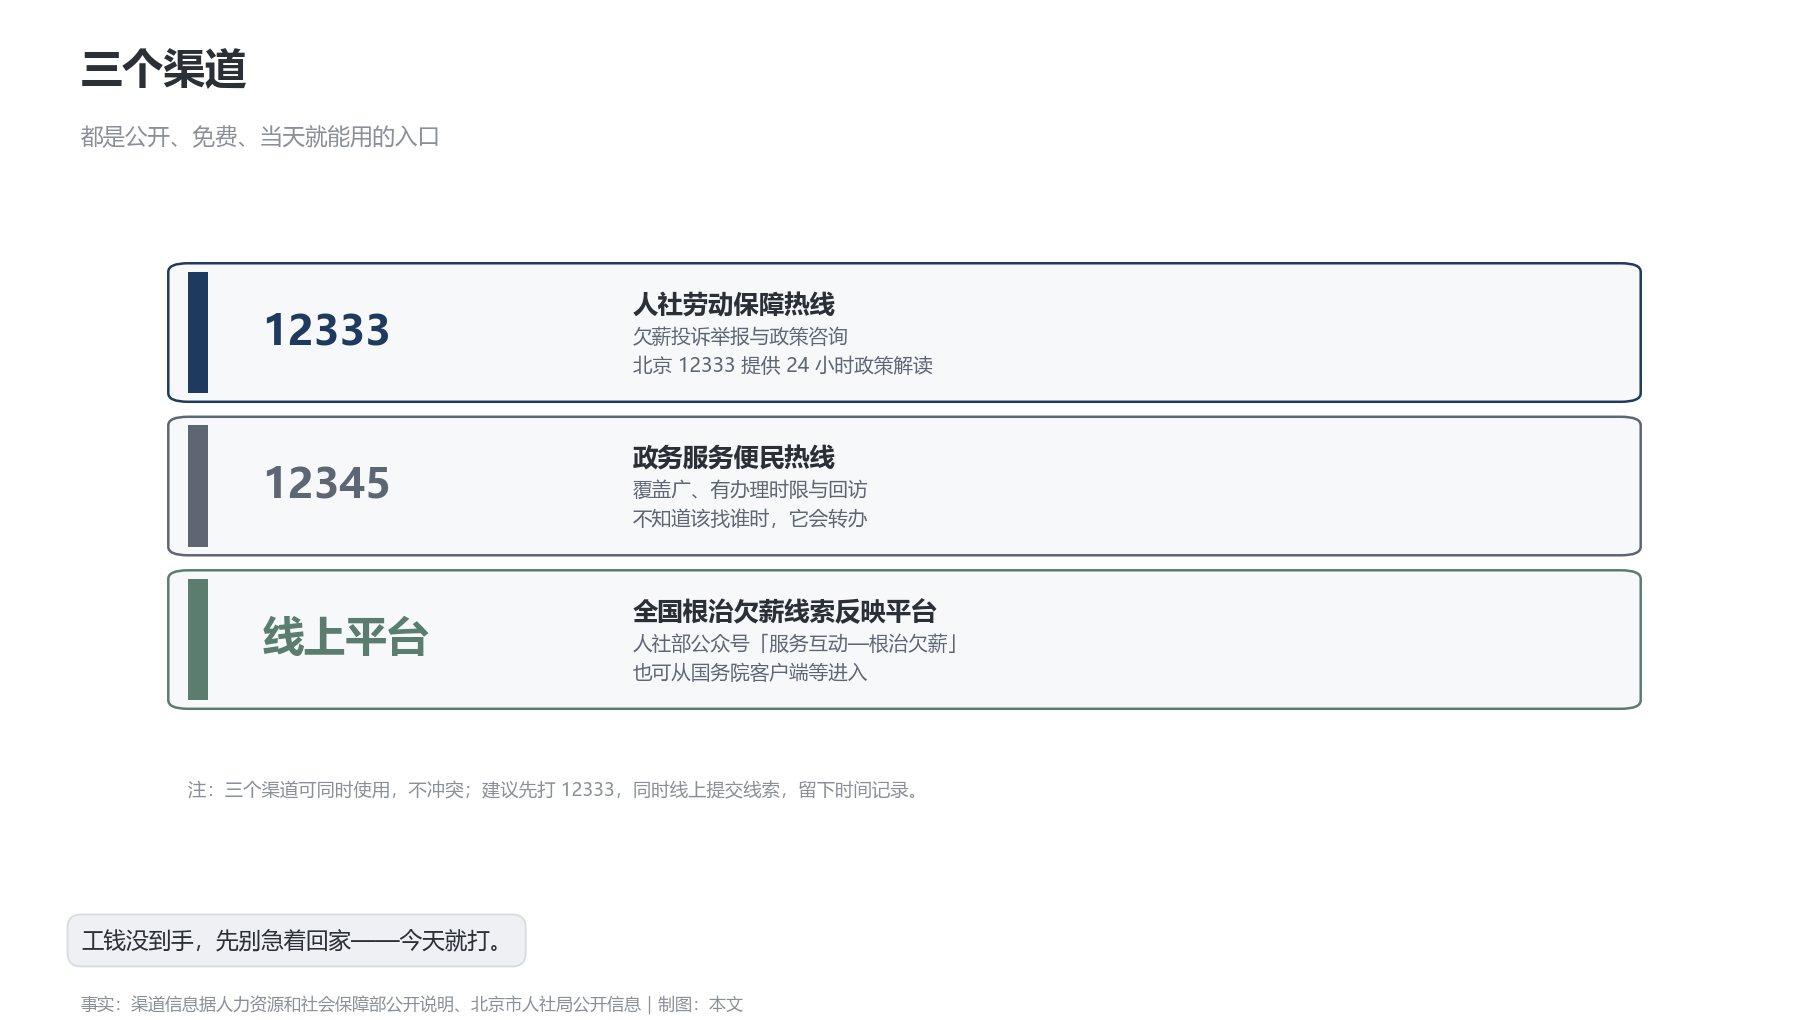 三个渠道
都是公开、免费、当天就能用的入口
12333
人社劳动保障热线
欠薪投诉举报与政策咨询
北京 12333 提供 24 小时政策解读
12345
政务服务便民热线
覆盖广、有办理时限与回访
不知道该找谁时，它会转办
线上平台
全国根治欠薪线索反映平台
人社部公众号「服务互动—根治欠薪」
也可从国务院客户端等进入
注：三个渠道可同时使用，不冲突；建议先打 12333，同时线上提交线索，留下时间记录。
工钱没到手，先别急着回家——今天就打。
事实：渠道信息据人力资源和社会保障部公开说明、北京市人社局公开信息 | 制图：本文